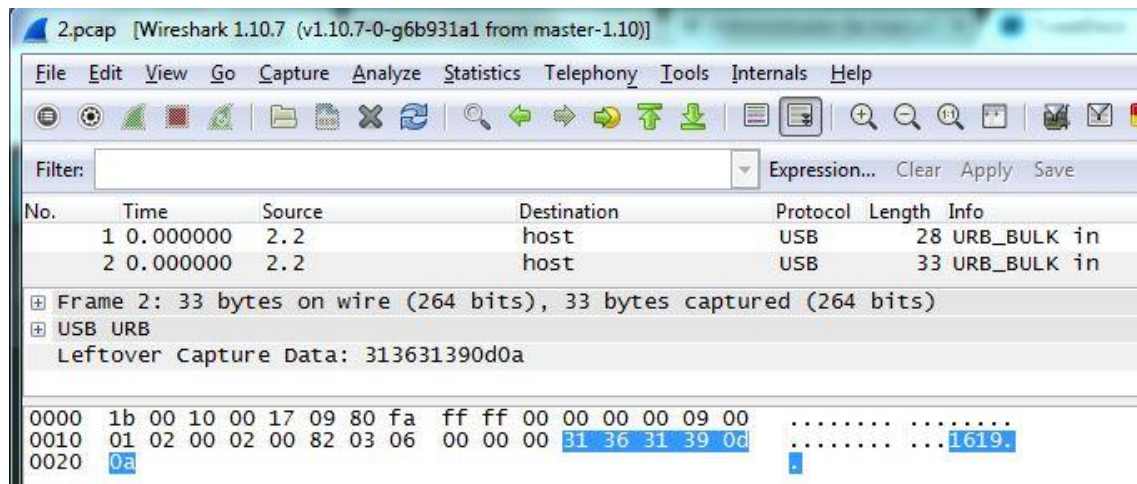 2.pcap [Wireshark 1.10.7 (v1.10.7-0-g6b931a1 from master-1.10)]
File Edit View Go Capture Analyze Statistics Telephony Tools Internals Help
Filter: Expression... Clear Apply Save
No. Time Source Destination Protocol Length Info
1 0.000000 2.2 host USB 28 URB_BULK in
2 0.000000 2.2 host USB 33 URB_BULK in
Frame 2: 33 bytes on wire (264 bits), 33 bytes captured (264 bits)
USB URB
Leftover Capture Data: 313631390d0a
0000 1b 00 10 00 17 09 80 fa ff ff 00 00 00 00 09 00 ........ ........
0010 01 02 00 02 00 82 03 06 00 00 00 31 36 31 39 0d ........ ...1619.
0020 0a .